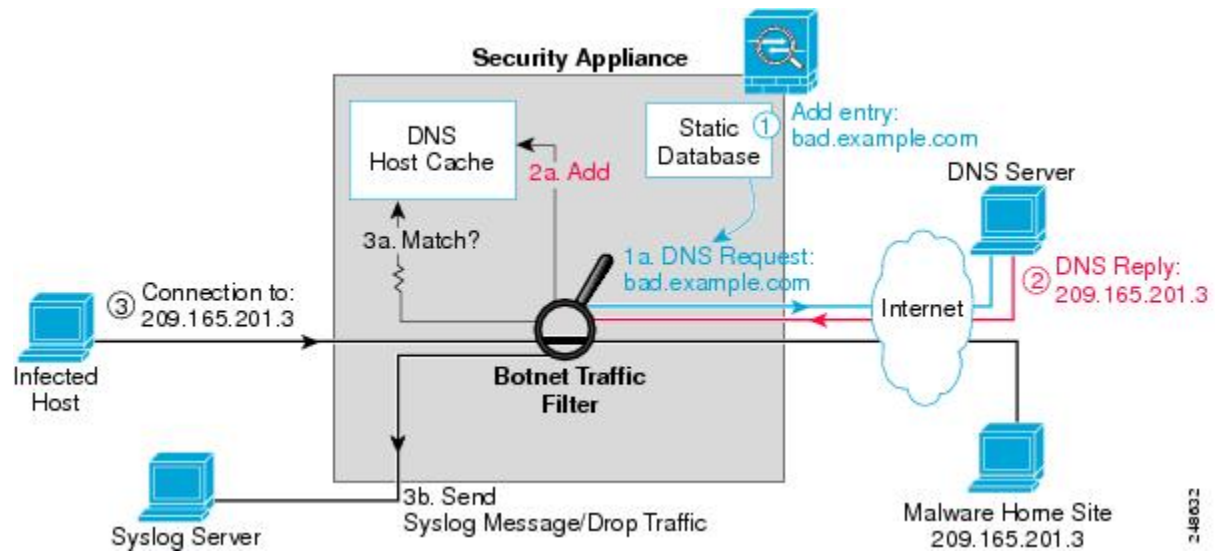 Security Appliance
DNS
Host Cache
2a. Add
Static
Database
1
Add entry:
bad.example.com
DNS Server
3a. Match?
1a. DNS Request:
bad.example.com
2
DNS Reply:
209.165.201.3
Internet
3
Connection to:
209.165.201.3
Infected
Host
Botnet Traffic
Filter
3b. Send
Syslog Message/Drop Traffic
Syslog Server
Malware Home Site
209.165.201.3
248632